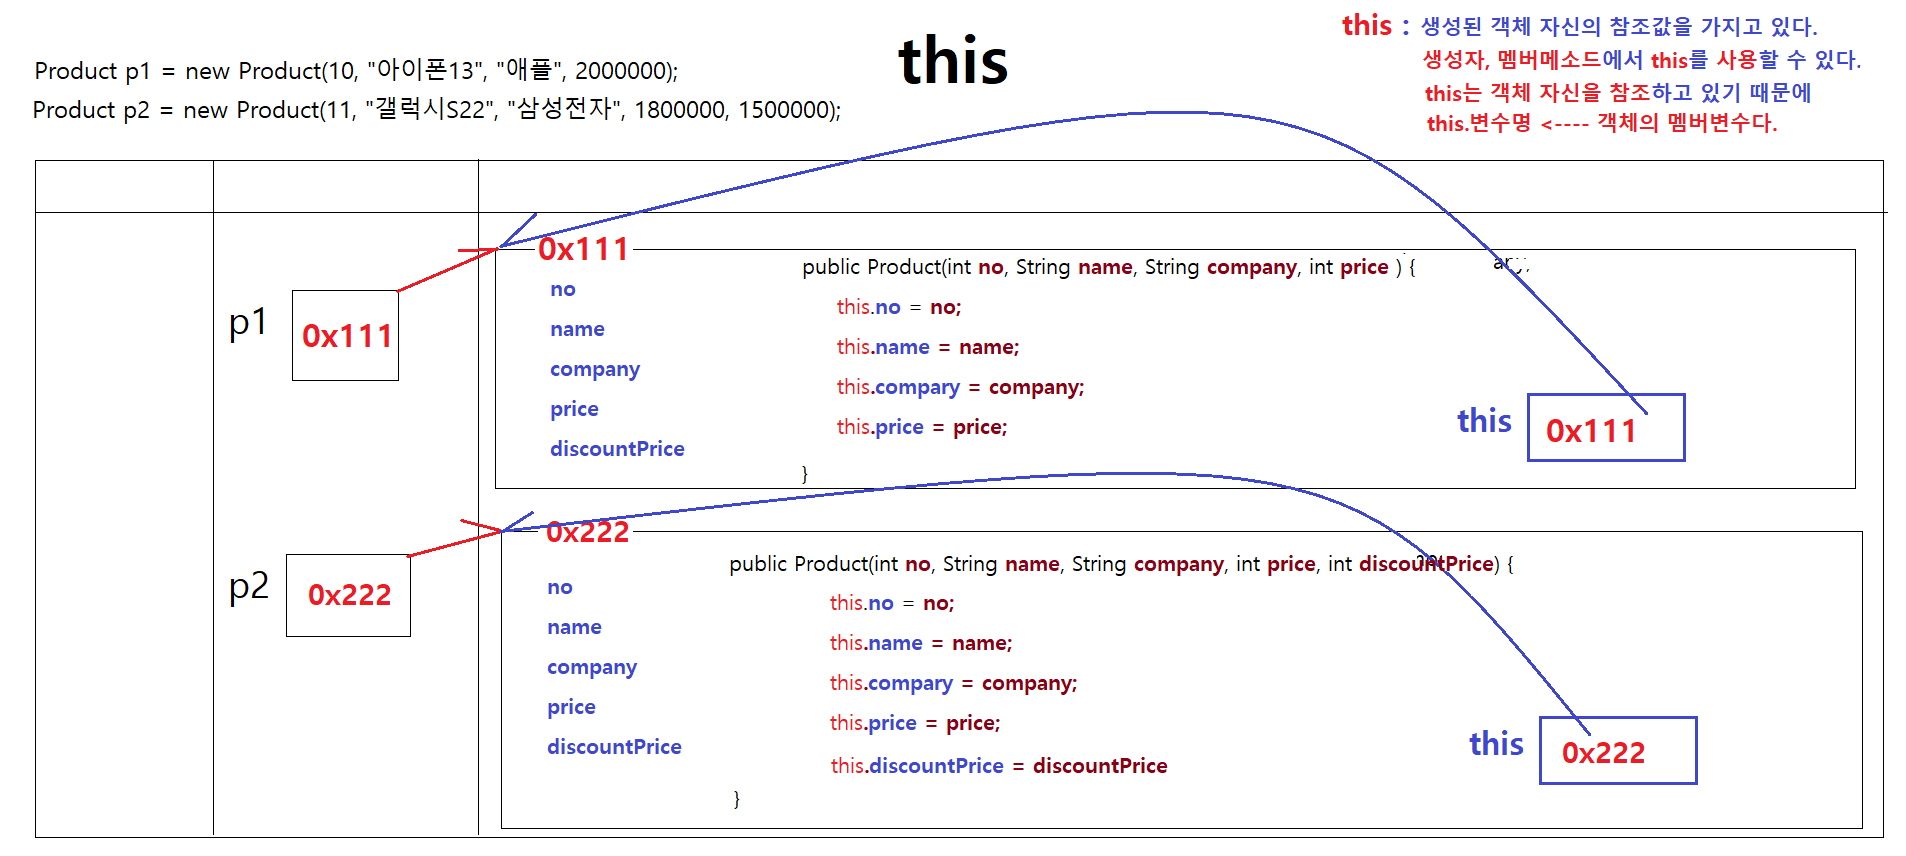 this
this : 생성된 객체 자신의 참조값을 가지고 있다.
생성자, 멤버메소드에서 this를 사용할 수 있다.
this는 객체 자신을 참조하고 있기 때문에
this.변수명 <---- 객체의 멤버변수다.
Product p1 = new Product(10, "아이폰13", "애플", 2000000);
Product p2 = new Product(11, "갤럭시S22", "삼성전자", 1800000, 1500000);
p1
0x111
0x111
no
name
company
price
discountPrice
public Product(int no, String name, String company, int price ) {
this.no = no;
this.name = name;
this.compary = company;
this.price = price;
}
this
0x111
p2
0x222
0x222
no
name
company
price
discountPrice
public Product(int no, String name, String company, int price, int discountPrice) {
this.no = no;
this.name = name;
this.compary = company;
this.price = price;
this.discountPrice = discountPrice
}
this
0x222